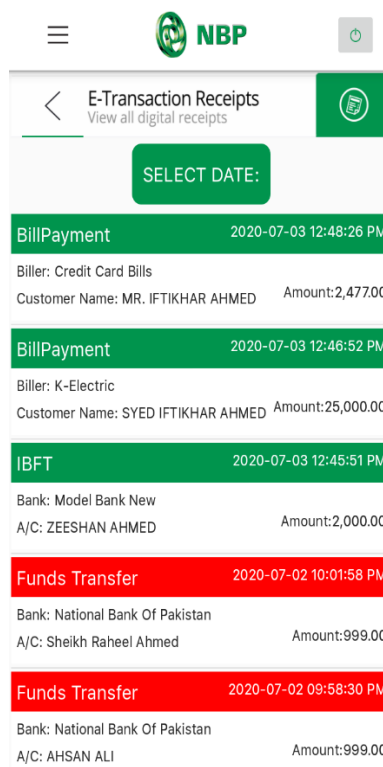 NBP
E-Transaction Receipts
View all digital receipts
SELECT DATE:
BillPayment 2020-07-03 12:48:26 PM
Biller: Credit Card Bills
Customer Name: MR. IFTIKHAR AHMED Amount:2,477.00
BillPayment 2020-07-03 12:46:52 PM
Biller: K-Electric
Customer Name: SYED IFTIKHAR AHMED Amount:25,000.00
IBFT 2020-07-03 12:45:51 PM
Bank: Model Bank New
A/C: ZEESHAN AHMED Amount:2,000.00
Funds Transfer 2020-07-02 10:01:58 PM
Bank: National Bank Of Pakistan
A/C: Sheikh Raheel Ahmed Amount:999.00
Funds Transfer 2020-07-02 09:58:30 PM
Bank: National Bank Of Pakistan
A/C: AHSAN ALI Amount:999.00